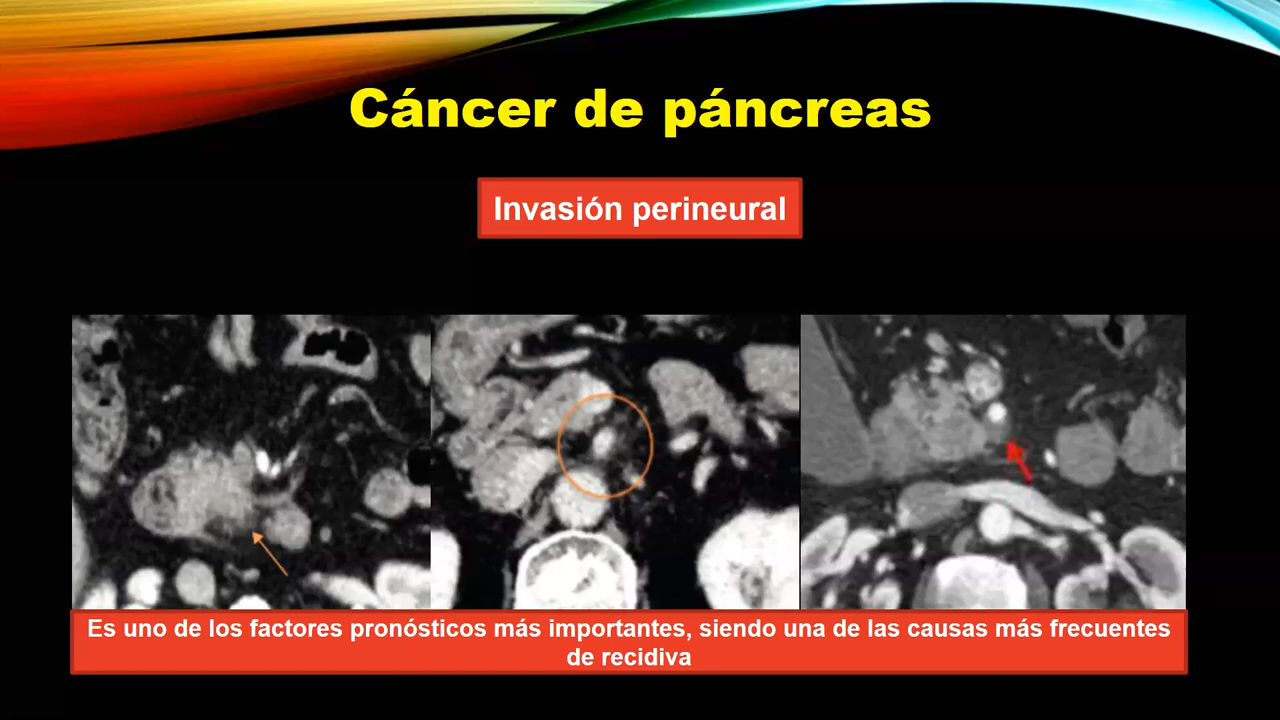 Cáncer de páncreas
Invasión perineural
Es uno de los factores pronósticos más importantes, siendo una de las causas más frecuentes
de recidiva